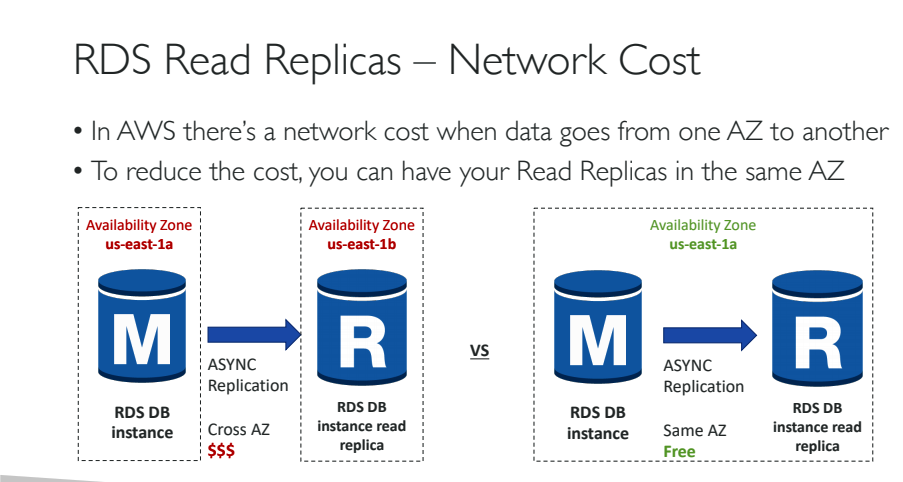 RDS Read Replicas – Network Cost
• In AWS there's a network cost when data goes from one AZ to another
• To reduce the cost, you can have your Read Replicas in the same AZ
Availability Zone
us-east-1a
M
RDS DB
instance
ASYNC
Replication
Cross AZ
$$$
Availability Zone
us-east-1b
R
RDS DB
instance read
replica
vs
Availability Zone
us-east-1a
M
RDS DB
instance
ASYNC
Replication
Same AZ
Free
R
RDS DB
instance read
replica